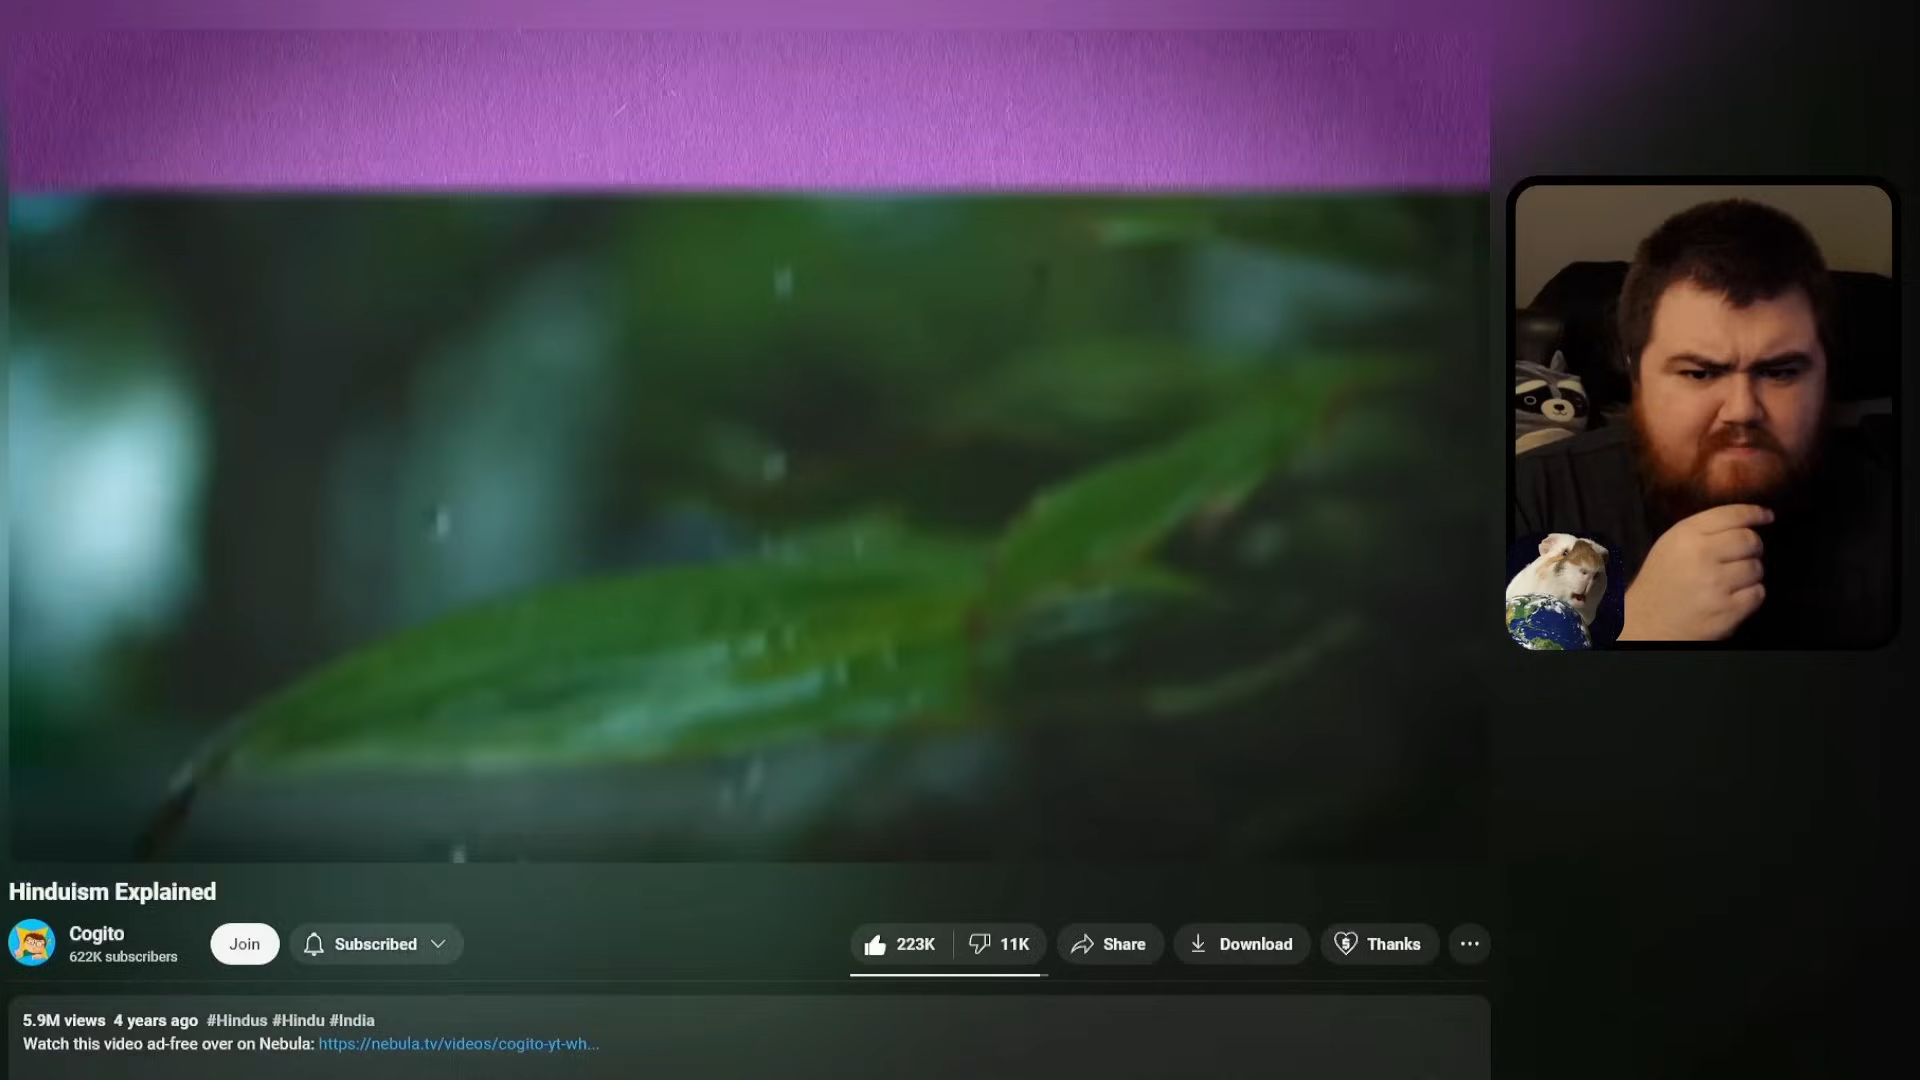 Hinduism Explained
Cogito
622K subscribers
Join
Subscribed
223K
11K
Share
Download
Thanks
5.9M views 4 years ago #Hindus #Hindu #India
Watch this video ad-free over on Nebula: https://nebula.tv/videos/cogito-yt-wh...